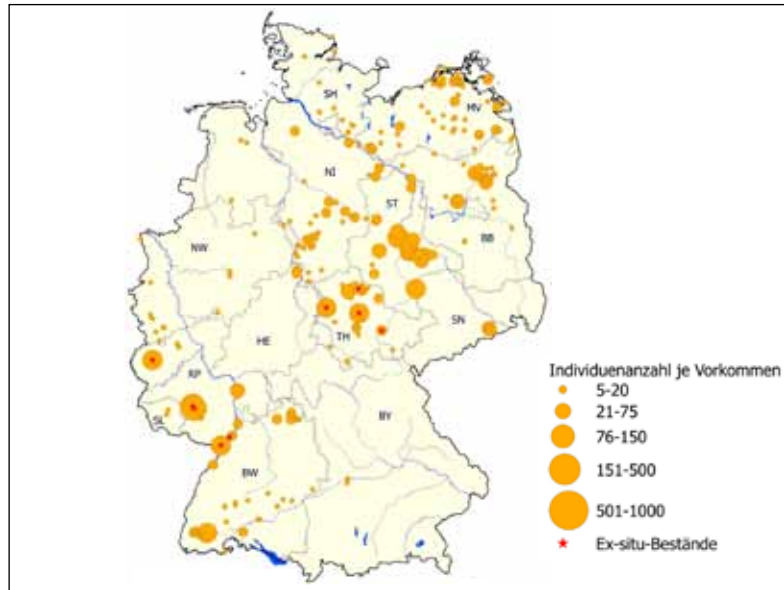 SH
MV
NI
ST
BB
NW
SN
TH
HE
RP
SL
BY
BW
Individuenanzahl je Vorkommen
5-20
21-75
76-150
151-500
501-1000
Ex-situ-Bestände